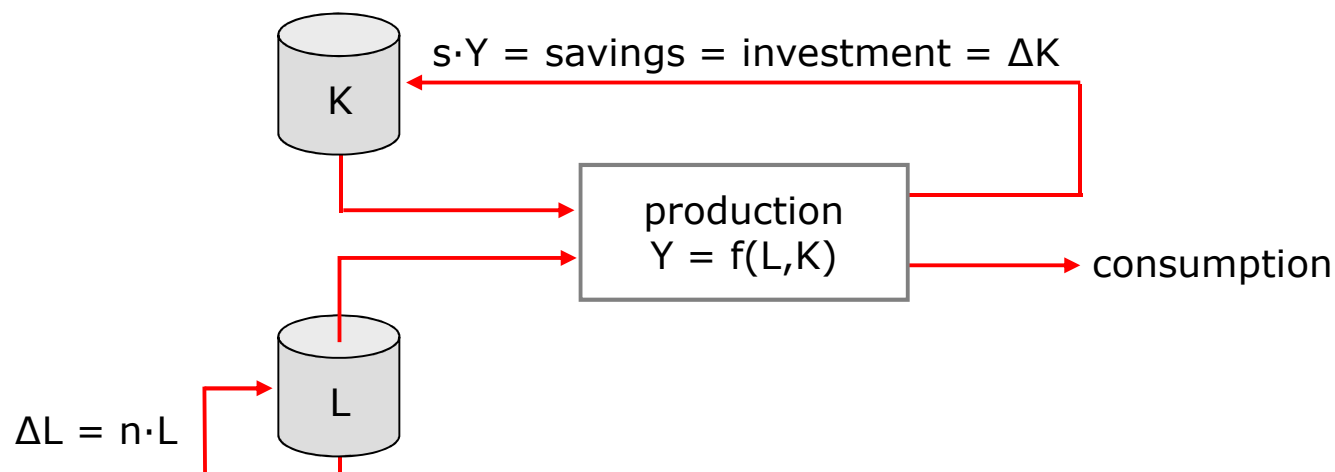 s·Y = savings = investment = ΔK
K
production
Y = f(L,K)
consumption
L
ΔL = n·L